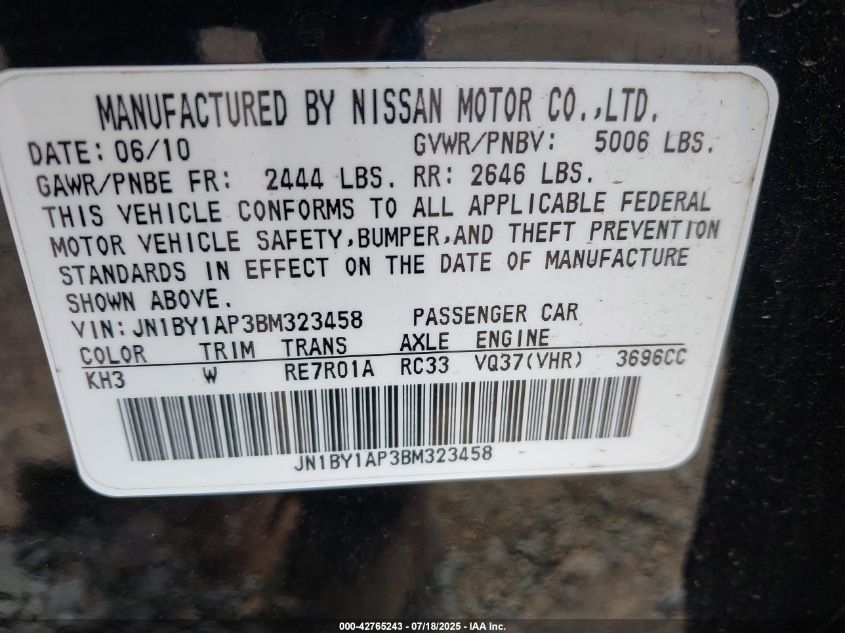 MANUFACTURED BY NISSAN MOTOR CO.,LTD.
DATE: 06/10 GVWR/PNBV: 5006 LBS.
GAWR/PNBE FR: 2444 LBS. RR: 2646 LBS.
THIS VEHICLE CONFORMS TO ALL APPLICABLE FEDERAL
MOTOR VEHICLE SAFETY,BUMPER,AND THEFT PREVENTION
STANDARDS IN EFFECT ON THE DATE OF MANUFACTURE
SHOWN ABOVE.
VIN: JN1BY1AP3BM323458 PASSENGER CAR
COLOR TRIM TRANS AXLE ENGINE
KH3 W RE7R01A RC33 VQ37(VHR) 3696CC
JN1BY1AP3BM323458
000-42765243 - 07/18/2025 - IAA Inc.